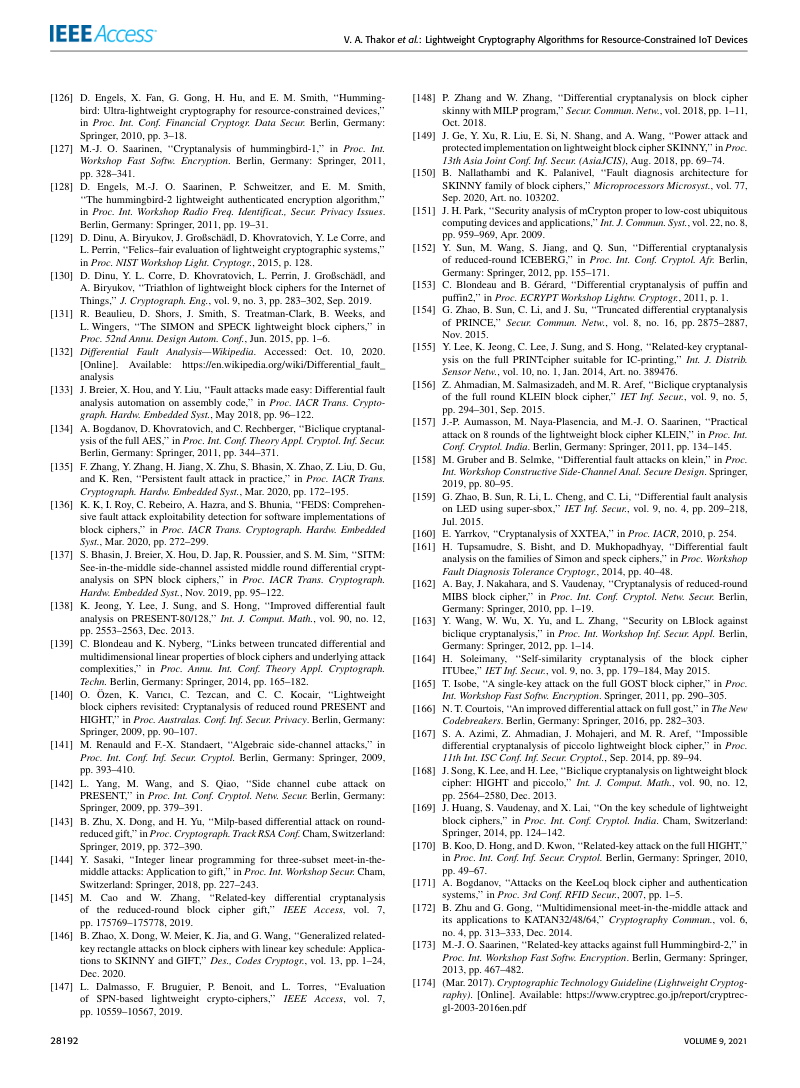 IEEE Access
V. A. Thakor et al.: Lightweight Cryptography Algorithms for Resource-Constrained IoT Devices
[126] D. Engels, X. Fan, G. Gong, H. Hu, and E. M. Smith, ‘‘Humming-
bird: Ultra-lightweight cryptography for resource-constrained devices,’’
in Proc. Int. Conf. Financial Cryptogr. Data Secur. Berlin, Germany:
Springer, 2010, pp. 3–18.
[127] M.-J. O. Saarinen, ‘‘Cryptanalysis of hummingbird-1,’’ in Proc. Int.
Workshop Fast Softw. Encryption. Berlin, Germany: Springer, 2011,
pp. 328–341.
[128] D. Engels, M.-J. O. Saarinen, P. Schweitzer, and E. M. Smith,
‘‘The hummingbird-2 lightweight authenticated encryption algorithm,’’
in Proc. Int. Workshop Radio Freq. Identificat., Secur. Privacy Issues.
Berlin, Germany: Springer, 2011, pp. 19–31.
[129] D. Dinu, A. Biryukov, J. Großschädl, D. Khovratovich, Y. Le Corre, and
L. Perrin, ‘‘Felics–fair evaluation of lightweight cryptographic systems,’’
in Proc. NIST Workshop Light. Cryptogr., 2015, p. 128.
[130] D. Dinu, Y. L. Corre, D. Khovratovich, L. Perrin, J. Großschädl, and
A. Biryukov, ‘‘Triathlon of lightweight block ciphers for the Internet of
Things,’’ J. Cryptograph. Eng., vol. 9, no. 3, pp. 283–302, Sep. 2019.
[131] R. Beaulieu, D. Shors, J. Smith, S. Treatman-Clark, B. Weeks, and
L. Wingers, ‘‘The SIMON and SPECK lightweight block ciphers,’’ in
Proc. 52nd Annu. Design Autom. Conf., Jun. 2015, pp. 1–6.
[132] Differential Fault Analysis—Wikipedia. Accessed: Oct. 10, 2020.
[Online]. Available: https://en.wikipedia.org/wiki/Differential_fault_
analysis
[133] J. Breier, X. Hou, and Y. Liu, ‘‘Fault attacks made easy: Differential fault
analysis automation on assembly code,’’ in Proc. IACR Trans. Crypto-
graph. Hardw. Embedded Syst., May 2018, pp. 96–122.
[134] A. Bogdanov, D. Khovratovich, and C. Rechberger, ‘‘Biclique cryptanal-
ysis of the full AES,’’ in Proc. Int. Conf. Theory Appl. Cryptol. Inf. Secur.
Berlin, Germany: Springer, 2011, pp. 344–371.
[135] F. Zhang, Y. Zhang, H. Jiang, X. Zhu, S. Bhasin, X. Zhao, Z. Liu, D. Gu,
and K. Ren, ‘‘Persistent fault attack in practice,’’ in Proc. IACR Trans.
Cryptograph. Hardw. Embedded Syst., Mar. 2020, pp. 172–195.
[136] K. K, I. Roy, C. Rebeiro, A. Hazra, and S. Bhunia, ‘‘FEDS: Comprehen-
sive fault attack exploitability detection for software implementations of
block ciphers,’’ in Proc. IACR Trans. Cryptograph. Hardw. Embedded
Syst., Mar. 2020, pp. 272–299.
[137] S. Bhasin, J. Breier, X. Hou, D. Jap, R. Poussier, and S. M. Sim, ‘‘SITM:
See-in-the-middle side-channel assisted middle round differential crypt-
analysis on SPN block ciphers,’’ in Proc. IACR Trans. Cryptograph.
Hardw. Embedded Syst., Nov. 2019, pp. 95–122.
[138] K. Jeong, Y. Lee, J. Sung, and S. Hong, ‘‘Improved differential fault
analysis on PRESENT-80/128,’’ Int. J. Comput. Math., vol. 90, no. 12,
pp. 2553–2563, Dec. 2013.
[139] C. Blondeau and K. Nyberg, ‘‘Links between truncated differential and
multidimensional linear properties of block ciphers and underlying attack
complexities,’’ in Proc. Annu. Int. Conf. Theory Appl. Cryptograph.
Techn. Berlin, Germany: Springer, 2014, pp. 165–182.
[140] O. Özen, K. Varıcı, C. Tezcan, and C. C. Kocair, ‘‘Lightweight
block ciphers revisited: Cryptanalysis of reduced round PRESENT and
HIGHT,’’ in Proc. Australas. Conf. Inf. Secur. Privacy. Berlin, Germany:
Springer, 2009, pp. 90–107.
[141] M. Renauld and F.-X. Standaert, ‘‘Algebraic side-channel attacks,’’ in
Proc. Int. Conf. Inf. Secur. Cryptol. Berlin, Germany: Springer, 2009,
pp. 393–410.
[142] L. Yang, M. Wang, and S. Qiao, ‘‘Side channel cube attack on
PRESENT,’’ in Proc. Int. Conf. Cryptol. Netw. Secur. Berlin, Germany:
Springer, 2009, pp. 379–391.
[143] B. Zhu, X. Dong, and H. Yu, ‘‘Milp-based differential attack on round-
reduced gift,’’ in Proc. Cryptograph. Track RSA Conf. Cham, Switzerland:
Springer, 2019, pp. 372–390.
[144] Y. Sasaki, ‘‘Integer linear programming for three-subset meet-in-the-
middle attacks: Application to gift,’’ in Proc. Int. Workshop Secur. Cham,
Switzerland: Springer, 2018, pp. 227–243.
[145] M. Cao and W. Zhang, ‘‘Related-key differential cryptanalysis
of the reduced-round block cipher gift,’’ IEEE Access, vol. 7,
pp. 175769–175778, 2019.
[146] B. Zhao, X. Dong, W. Meier, K. Jia, and G. Wang, ‘‘Generalized related-
key rectangle attacks on block ciphers with linear key schedule: Applica-
tions to SKINNY and GIFT,’’ Des., Codes Cryptogr., vol. 13, pp. 1–24,
Dec. 2020.
[147] L. Dalmasso, F. Bruguier, P. Benoit, and L. Torres, ‘‘Evaluation
of SPN-based lightweight crypto-ciphers,’’ IEEE Access, vol. 7,
pp. 10559–10567, 2019.
[148] P. Zhang and W. Zhang, ‘‘Differential cryptanalysis on block cipher
skinny with MILP program,’’ Secur. Commun. Netw., vol. 2018, pp. 1–11,
Oct. 2018.
[149] J. Ge, Y. Xu, R. Liu, E. Si, N. Shang, and A. Wang, ‘‘Power attack and
protected implementation on lightweight block cipher SKINNY,’’ in Proc.
13th Asia Joint Conf. Inf. Secur. (AsiaJCIS), Aug. 2018, pp. 69–74.
[150] B. Nallathambi and K. Palanivel, ‘‘Fault diagnosis architecture for
SKINNY family of block ciphers,’’ Microprocessors Microsyst., vol. 77,
Sep. 2020, Art. no. 103202.
[151] J. H. Park, ‘‘Security analysis of mCrypton proper to low-cost ubiquitous
computing devices and applications,’’ Int. J. Commun. Syst., vol. 22, no. 8,
pp. 959–969, Apr. 2009.
[152] Y. Sun, M. Wang, S. Jiang, and Q. Sun, ‘‘Differential cryptanalysis
of reduced-round ICEBERG,’’ in Proc. Int. Conf. Cryptol. Afr. Berlin,
Germany: Springer, 2012, pp. 155–171.
[153] C. Blondeau and B. Gérard, ‘‘Differential cryptanalysis of puffin and
puffin2,’’ in Proc. ECRYPT Workshop Lightw. Cryptogr., 2011, p. 1.
[154] G. Zhao, B. Sun, C. Li, and J. Su, ‘‘Truncated differential cryptanalysis
of PRINCE,’’ Secur. Commun. Netw., vol. 8, no. 16, pp. 2875–2887,
Nov. 2015.
[155] Y. Lee, K. Jeong, C. Lee, J. Sung, and S. Hong, ‘‘Related-key cryptanal-
ysis on the full PRINTcipher suitable for IC-printing,’’ Int. J. Distrib.
Sensor Netw., vol. 10, no. 1, Jan. 2014, Art. no. 389476.
[156] Z. Ahmadian, M. Salmasizadeh, and M. R. Aref, ‘‘Biclique cryptanalysis
of the full round KLEIN block cipher,’’ IET Inf. Secur., vol. 9, no. 5,
pp. 294–301, Sep. 2015.
[157] J.-P. Aumasson, M. Naya-Plasencia, and M.-J. O. Saarinen, ‘‘Practical
attack on 8 rounds of the lightweight block cipher KLEIN,’’ in Proc. Int.
Conf. Cryptol. India. Berlin, Germany: Springer, 2011, pp. 134–145.
[158] M. Gruber and B. Selmke, ‘‘Differential fault attacks on klein,’’ in Proc.
Int. Workshop Constructive Side-Channel Anal. Secure Design. Springer,
2019, pp. 80–95.
[159] G. Zhao, B. Sun, R. Li, L. Cheng, and C. Li, ‘‘Differential fault analysis
on LED using super-sbox,’’ IET Inf. Secur., vol. 9, no. 4, pp. 209–218,
Jul. 2015.
[160] E. Yarrkov, ‘‘Cryptanalysis of XXTEA,’’ in Proc. IACR, 2010, p. 254.
[161] H. Tupsamudre, S. Bisht, and D. Mukhopadhyay, ‘‘Differential fault
analysis on the families of Simon and speck ciphers,’’ in Proc. Workshop
Fault Diagnosis Tolerance Cryptogr., 2014, pp. 40–48.
[162] A. Bay, J. Nakahara, and S. Vaudenay, ‘‘Cryptanalysis of reduced-round
MIBS block cipher,’’ in Proc. Int. Conf. Cryptol. Netw. Secur. Berlin,
Germany: Springer, 2010, pp. 1–19.
[163] Y. Wang, W. Wu, X. Yu, and L. Zhang, ‘‘Security on LBlock against
biclique cryptanalysis,’’ in Proc. Int. Workshop Inf. Secur. Appl. Berlin,
Germany: Springer, 2012, pp. 1–14.
[164] H. Soleimany, ‘‘Self-similarity cryptanalysis of the block cipher
ITUbee,’’ IET Inf. Secur., vol. 9, no. 3, pp. 179–184, May 2015.
[165] T. Isobe, ‘‘A single-key attack on the full GOST block cipher,’’ in Proc.
Int. Workshop Fast Softw. Encryption. Springer, 2011, pp. 290–305.
[166] N. T. Courtois, ‘‘An improved differential attack on full gost,’’ in The New
Codebreakers. Berlin, Germany: Springer, 2016, pp. 282–303.
[167] S. A. Azimi, Z. Ahmadian, J. Mohajeri, and M. R. Aref, ‘‘Impossible
differential cryptanalysis of piccolo lightweight block cipher,’’ in Proc.
11th Int. ISC Conf. Inf. Secur. Cryptol., Sep. 2014, pp. 89–94.
[168] J. Song, K. Lee, and H. Lee, ‘‘Biclique cryptanalysis on lightweight block
cipher: HIGHT and piccolo,’’ Int. J. Comput. Math., vol. 90, no. 12,
pp. 2564–2580, Dec. 2013.
[169] J. Huang, S. Vaudenay, and X. Lai, ‘‘On the key schedule of lightweight
block ciphers,’’ in Proc. Int. Conf. Cryptol. India. Cham, Switzerland:
Springer, 2014, pp. 124–142.
[170] B. Koo, D. Hong, and D. Kwon, ‘‘Related-key attack on the full HIGHT,’’
in Proc. Int. Conf. Inf. Secur. Cryptol. Berlin, Germany: Springer, 2010,
pp. 49–67.
[171] A. Bogdanov, ‘‘Attacks on the KeeLoq block cipher and authentication
systems,’’ in Proc. 3rd Conf. RFID Secur., 2007, pp. 1–5.
[172] B. Zhu and G. Gong, ‘‘Multidimensional meet-in-the-middle attack and
its applications to KATAN32/48/64,’’ Cryptography Commun., vol. 6,
no. 4, pp. 313–333, Dec. 2014.
[173] M.-J. O. Saarinen, ‘‘Related-key attacks against full Hummingbird-2,’’ in
Proc. Int. Workshop Fast Softw. Encryption. Berlin, Germany: Springer,
2013, pp. 467–482.
[174] (Mar. 2017). Cryptographic Technology Guideline (Lightweight Cryptog-
raphy). [Online]. Available: https://www.cryptrec.go.jp/report/cryptrec-
gl-2003-2016en.pdf
28192
VOLUME 9, 2021